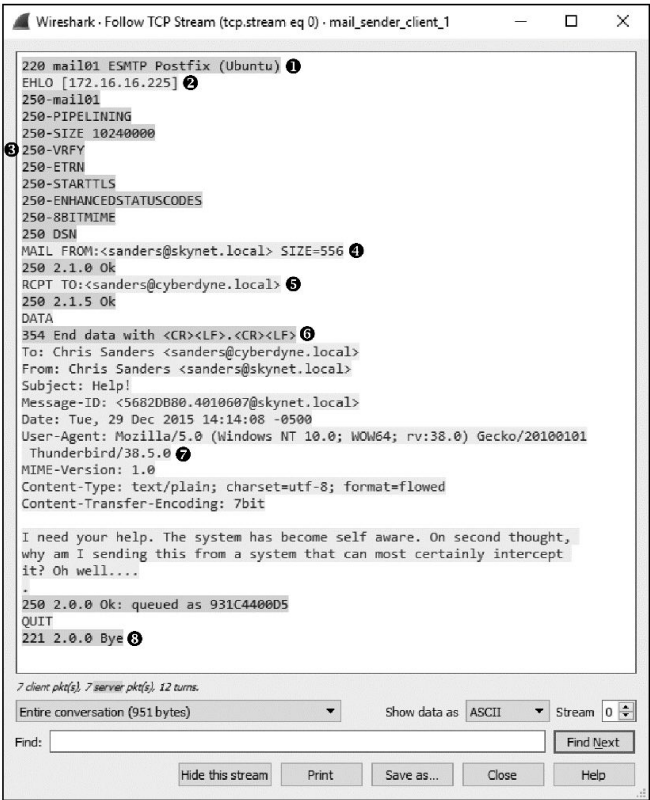 Wireshark · Follow TCP Stream (tcp.stream eq 0) · mail_sender_client_1
220 mail01 ESMTP Postfix (Ubuntu) ❶
EHLO [172.16.16.225] ❷
250-mail01
250-PIPELINING
250-SIZE 10240000
❸ 250-VRFY
250-ETRN
250-STARTTLS
250-ENHANCEDSTATUSCODES
250-8BITMIME
250 DSN
MAIL FROM:<sanders@skynet.local> SIZE=556 ❹
250 2.1.0 Ok
RCPT TO:<sanders@cyberdyne.local> ❺
250 2.1.5 Ok
DATA
354 End data with <CR><LF>.<CR><LF> ❻
To: Chris Sanders <sanders@cyberdyne.local>
From: Chris Sanders <sanders@skynet.local>
Subject: Help!
Message-ID: <5682DB80.4010607@skynet.local>
Date: Tue, 29 Dec 2015 14:14:08 -0500
User-Agent: Mozilla/5.0 (Windows NT 10.0; WOW64; rv:38.0) Gecko/20100101
Thunderbird/38.5.0 ❼
MIME-Version: 1.0
Content-Type: text/plain; charset=utf-8; format=flowed
Content-Transfer-Encoding: 7bit
I need your help. The system has become self aware. On second thought,
why am I sending this from a system that can most certainly intercept
it? Oh well....
.
250 2.0.0 Ok: queued as 931C4400D5
QUIT
221 2.0.0 Bye ❽
7 client pkt(s), 7 server pkt(s), 12 turns.
Entire conversation (951 bytes) Show data as ASCII Stream 0
Find: Find Next
Hide this stream Print Save as... Close Help